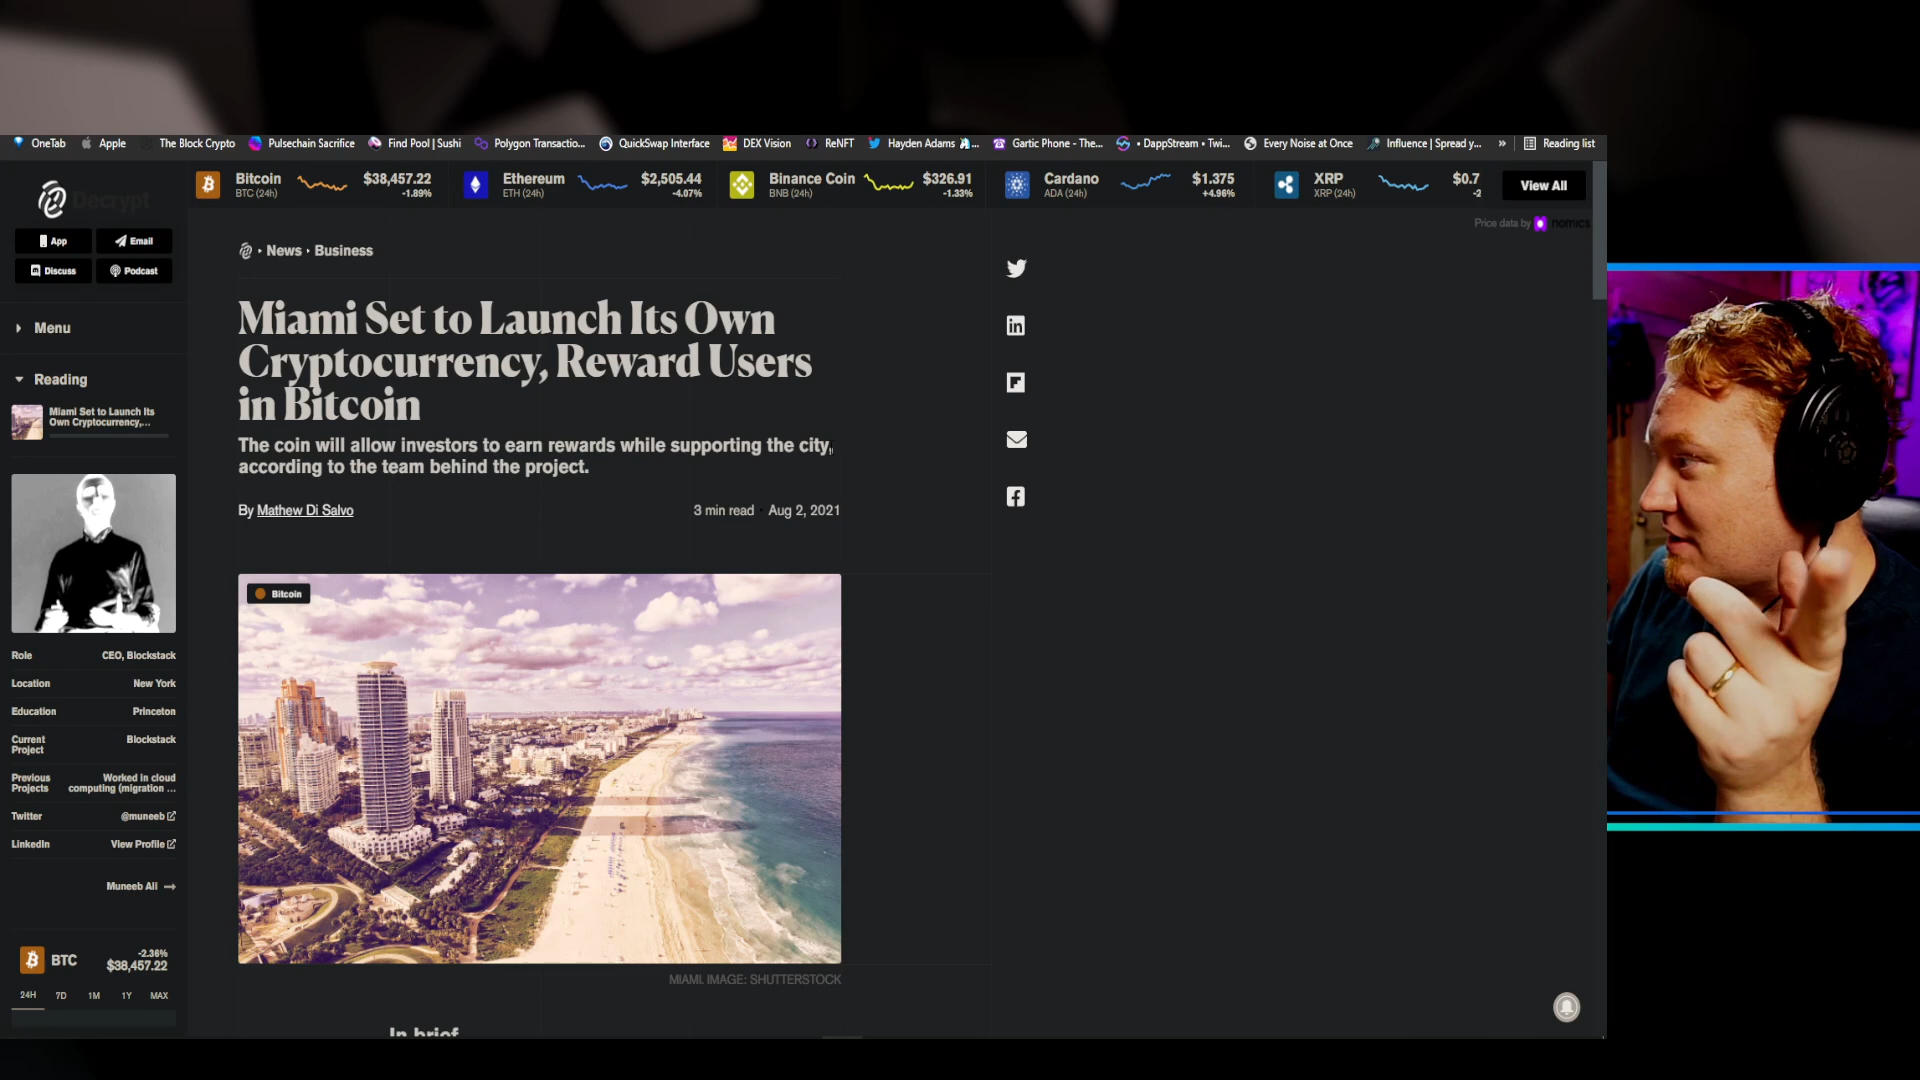 OneTab Apple The Block Crypto Pulsechain Sacrifice Find Pool | Sushi Polygon Transactio... QuickSwap Interface DEX Vision ReNFT Hayden Adams ... Gartic Phone - The... • DappStream • Twi... Every Noise at Once Influence | Spread y... » Reading list
Decrypt
App Email
Discuss Podcast
Menu
Reading
Miami Set to Launch Its
Own Cryptocurrency,...
Role CEO, Blockstack
Location New York
Education Princeton
Current Project Blockstack
Previous Projects Worked in cloud computing (migration ...
Twitter @muneeb
LinkedIn View Profile
Muneeb Ali
BTC -2.36%
$38,457.22
24H 7D 1M 1Y MAX
Bitcoin $38,457.22
BTC (24h) -1.89%
Ethereum $2,505.44
ETH (24h) -4.07%
Binance Coin $326.91
BNB (24h) -1.33%
Cardano $1.375
ADA (24h) +4.96%
XRP $0.7
XRP (24h) -2
View All
Price data by nomics
News • Business
Miami Set to Launch Its Own
Cryptocurrency, Reward Users
in Bitcoin
The coin will allow investors to earn rewards while supporting the city,
according to the team behind the project.
By Mathew Di Salvo 3 min read Aug 2, 2021
Bitcoin
MIAMI. IMAGE: SHUTTERSTOCK
In brief